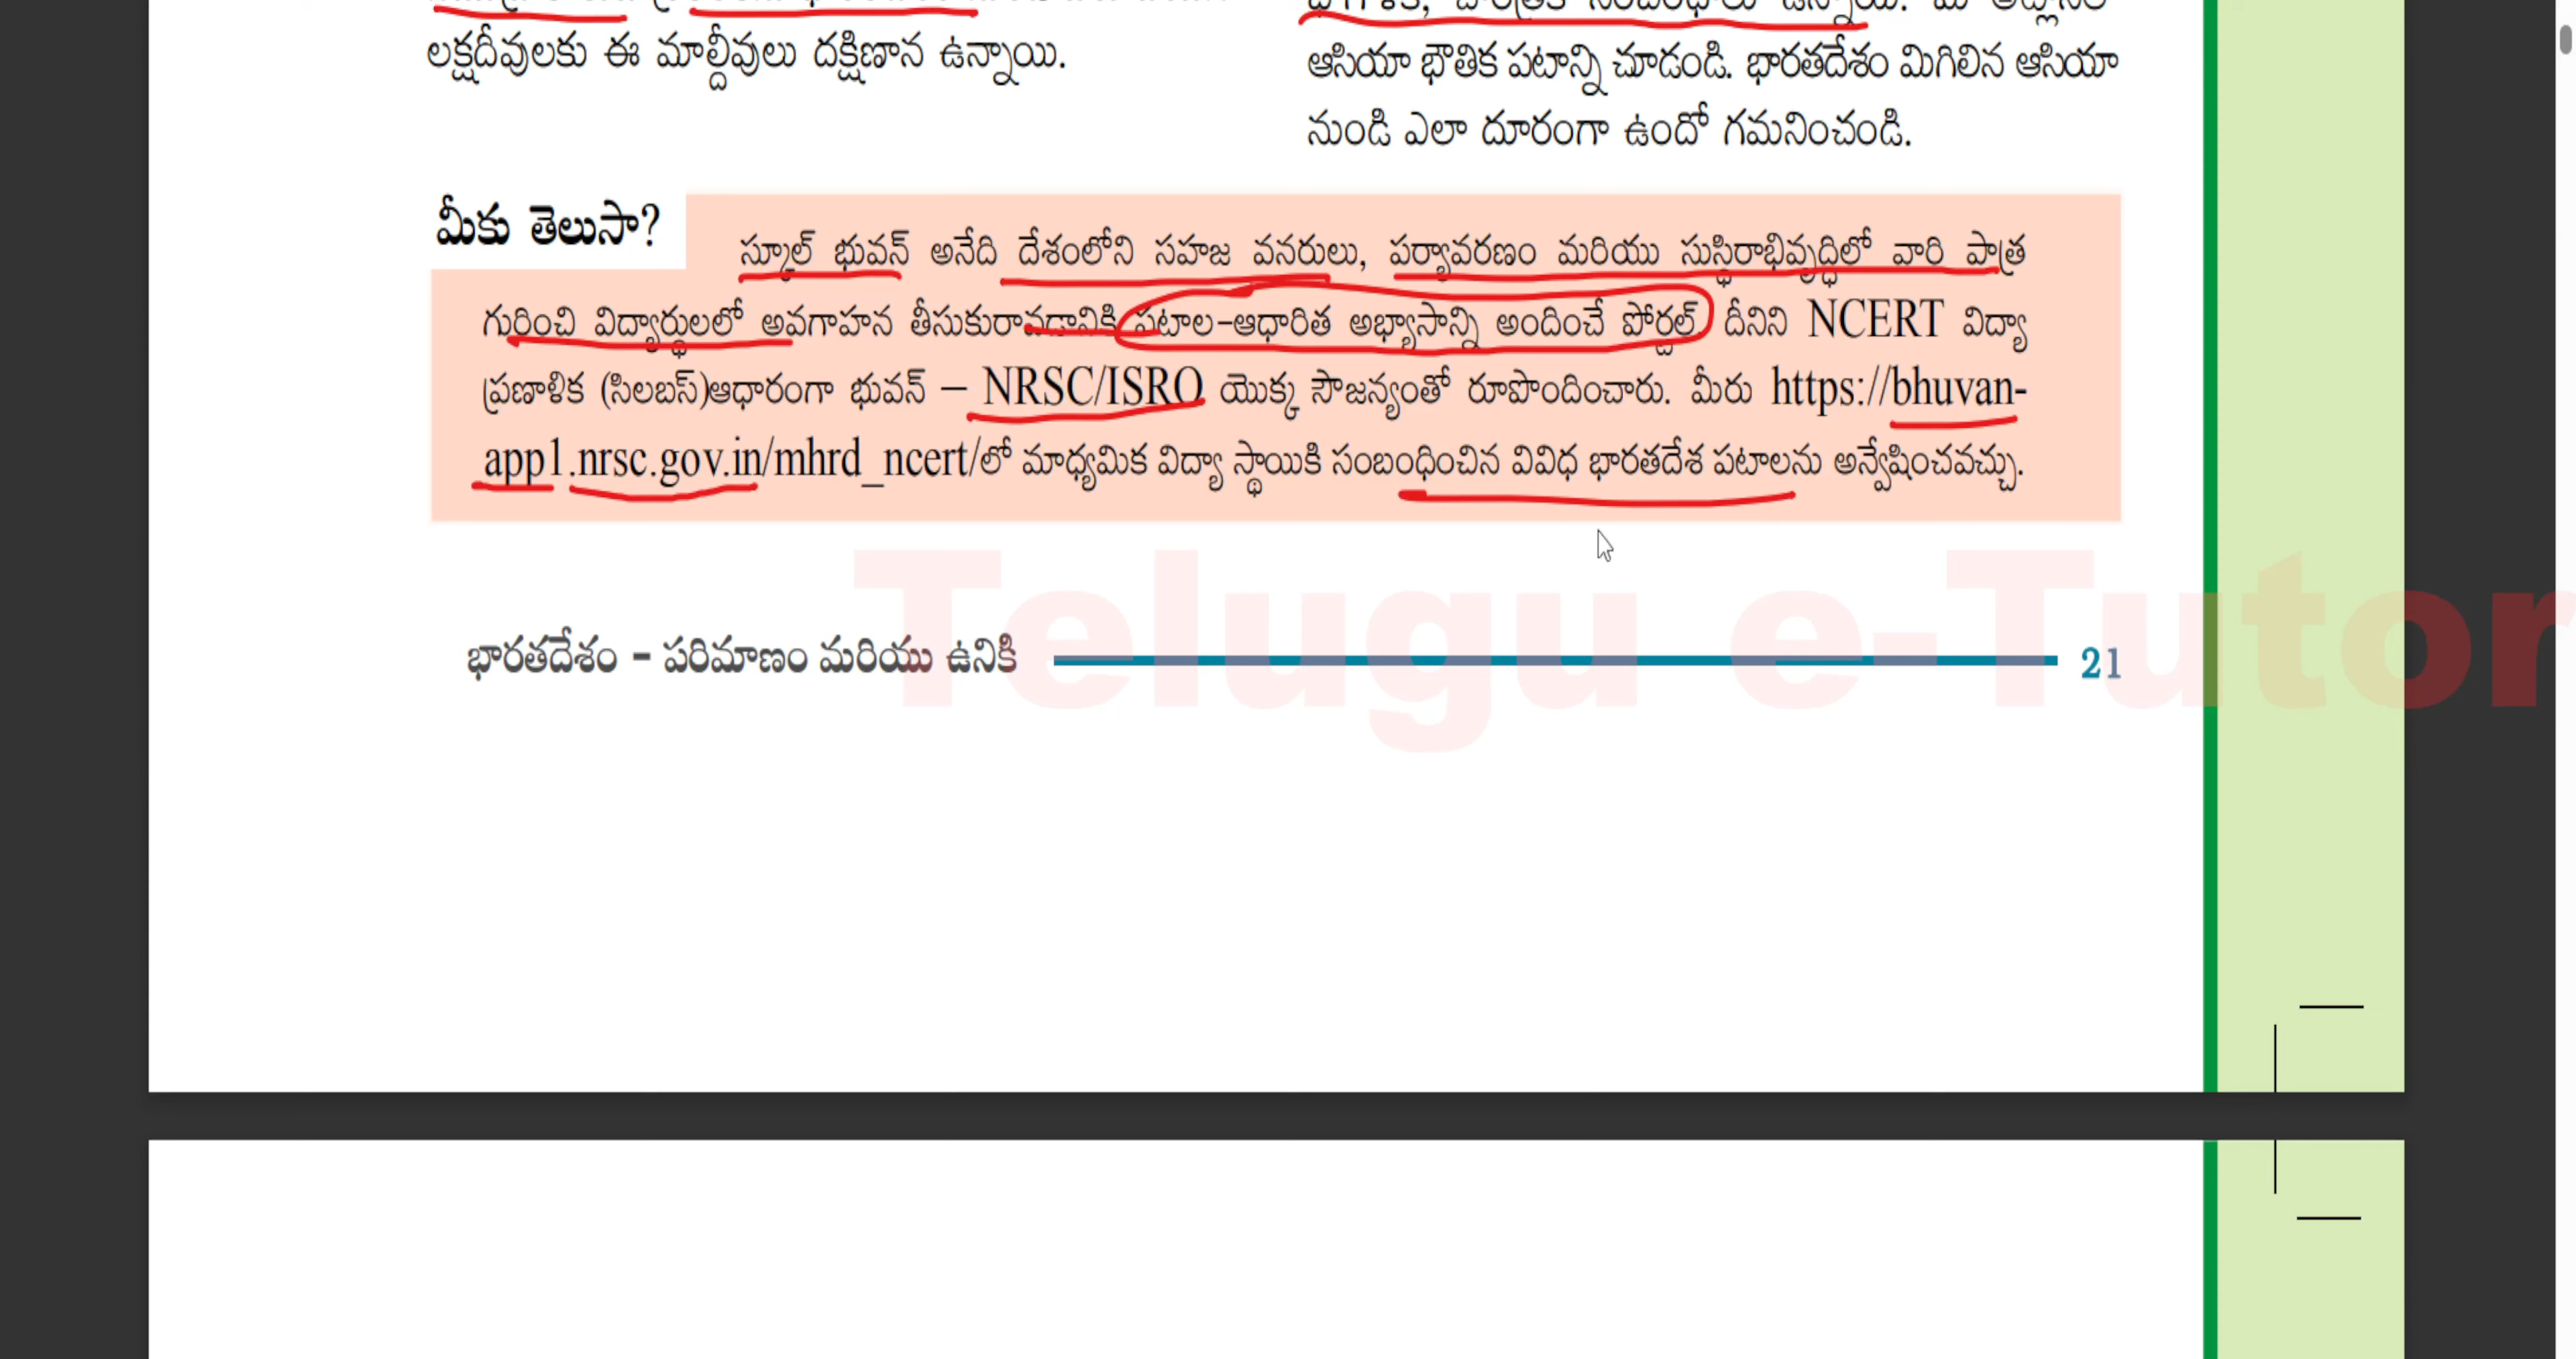 లక్షదీవులకు ఈ మాల్దీవులు దక్షిణాన ఉన్నాయి.
ఆసియా భౌతిక పటాన్ని చూడండి. భారతదేశం మిగిలిన ఆసియా
నుండి ఎలా దూరంగా ఉందో గమనించండి.
మీకు తెలుసా?
స్కూల్ భువన్ అనేది దేశంలోని సహజ వనరులు, పర్యావరణం మరియు సుస్థిరాభివృద్ధిలో వారి పాత్ర
గురించి విద్యార్థులలో అవగాహన తీసుకురావడానికి పటాల-ఆధారిత అభ్యాసాన్ని అందించే పోర్టల్. దీనిని NCERT విద్యా
ప్రణాళిక (సిలబస్)ఆధారంగా భువన్ – NRSC/ISRO యొక్క సౌజన్యంతో రూపొందించారు. మీరు https://bhuvan-
app1.nrsc.gov.in/mhrd_ncert/లో మాధ్యమిక విద్యా స్థాయికి సంబంధించిన వివిధ భారతదేశ పటాలను అన్వేషించవచ్చు.
Telugu e-Tutor
భారతదేశం - పరిమాణం మరియు ఉనికి 21